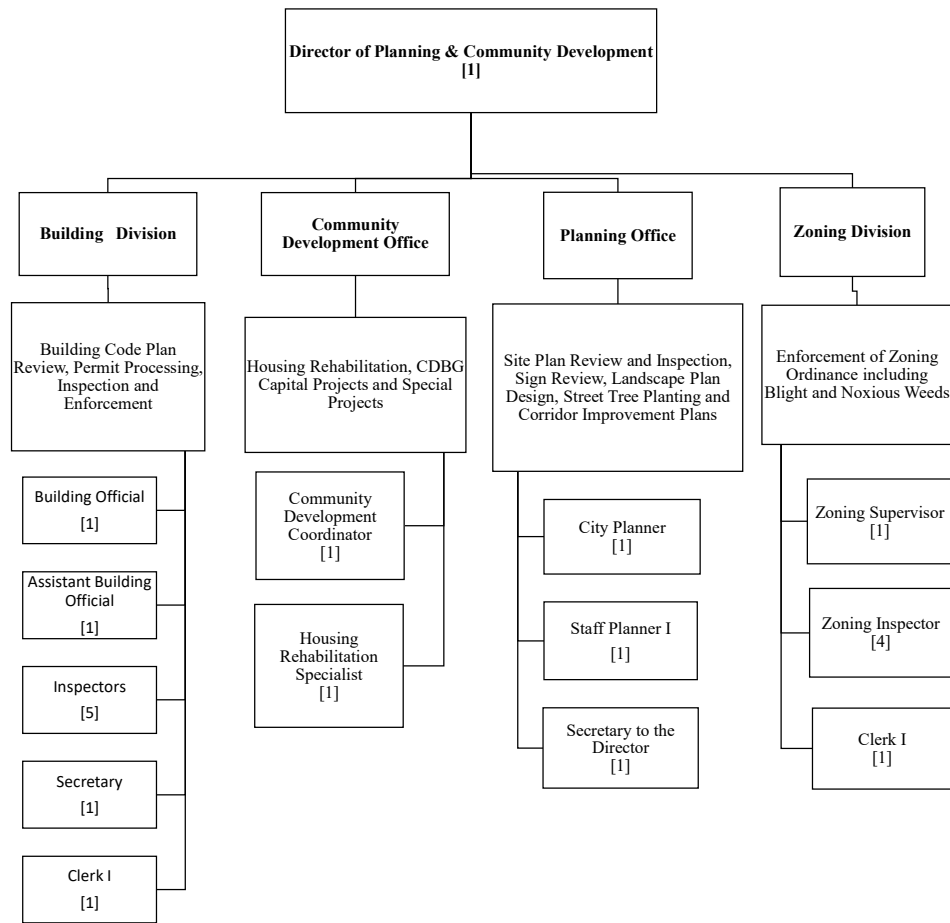 Director of Planning & Community Development
[1]
Building Division
Community
Development Office
Planning Office
Zoning Division
Building Code Plan
Review, Permit Processing,
Inspection and
Enforcement
Housing Rehabilitation, CDBG
Capital Projects and Special
Projects
Site Plan Review and Inspection,
Sign Review, Landscape Plan
Design, Street Tree Planting and
Corridor Improvement Plans
Enforcement of Zoning
Ordinance including
Blight and Noxious Weeds
Building Official
[1]
Assistant Building
Official
[1]
Inspectors
[5]
Secretary
[1]
Clerk I
[1]
Community
Development
Coordinator
[1]
Housing
Rehabilitation
Specialist
[1]
City Planner
[1]
Staff Planner I
[1]
Secretary to the
Director
[1]
Zoning Supervisor
[1]
Zoning Inspector
[4]
Clerk I
[1]